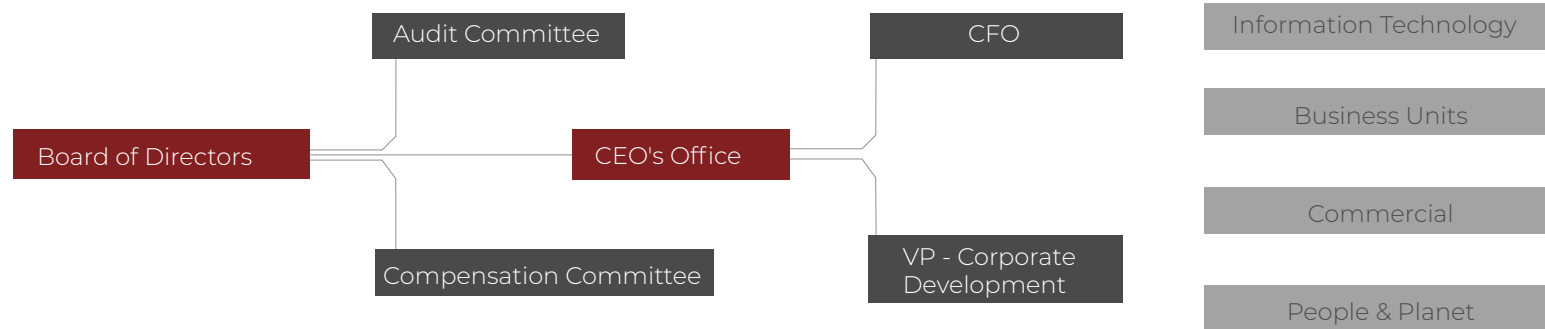 Audit Committee
CFO
Information Technology
Business Units
Board of Directors
CEO's Office
Commercial
Compensation Committee
VP - Corporate
Development
People & Planet